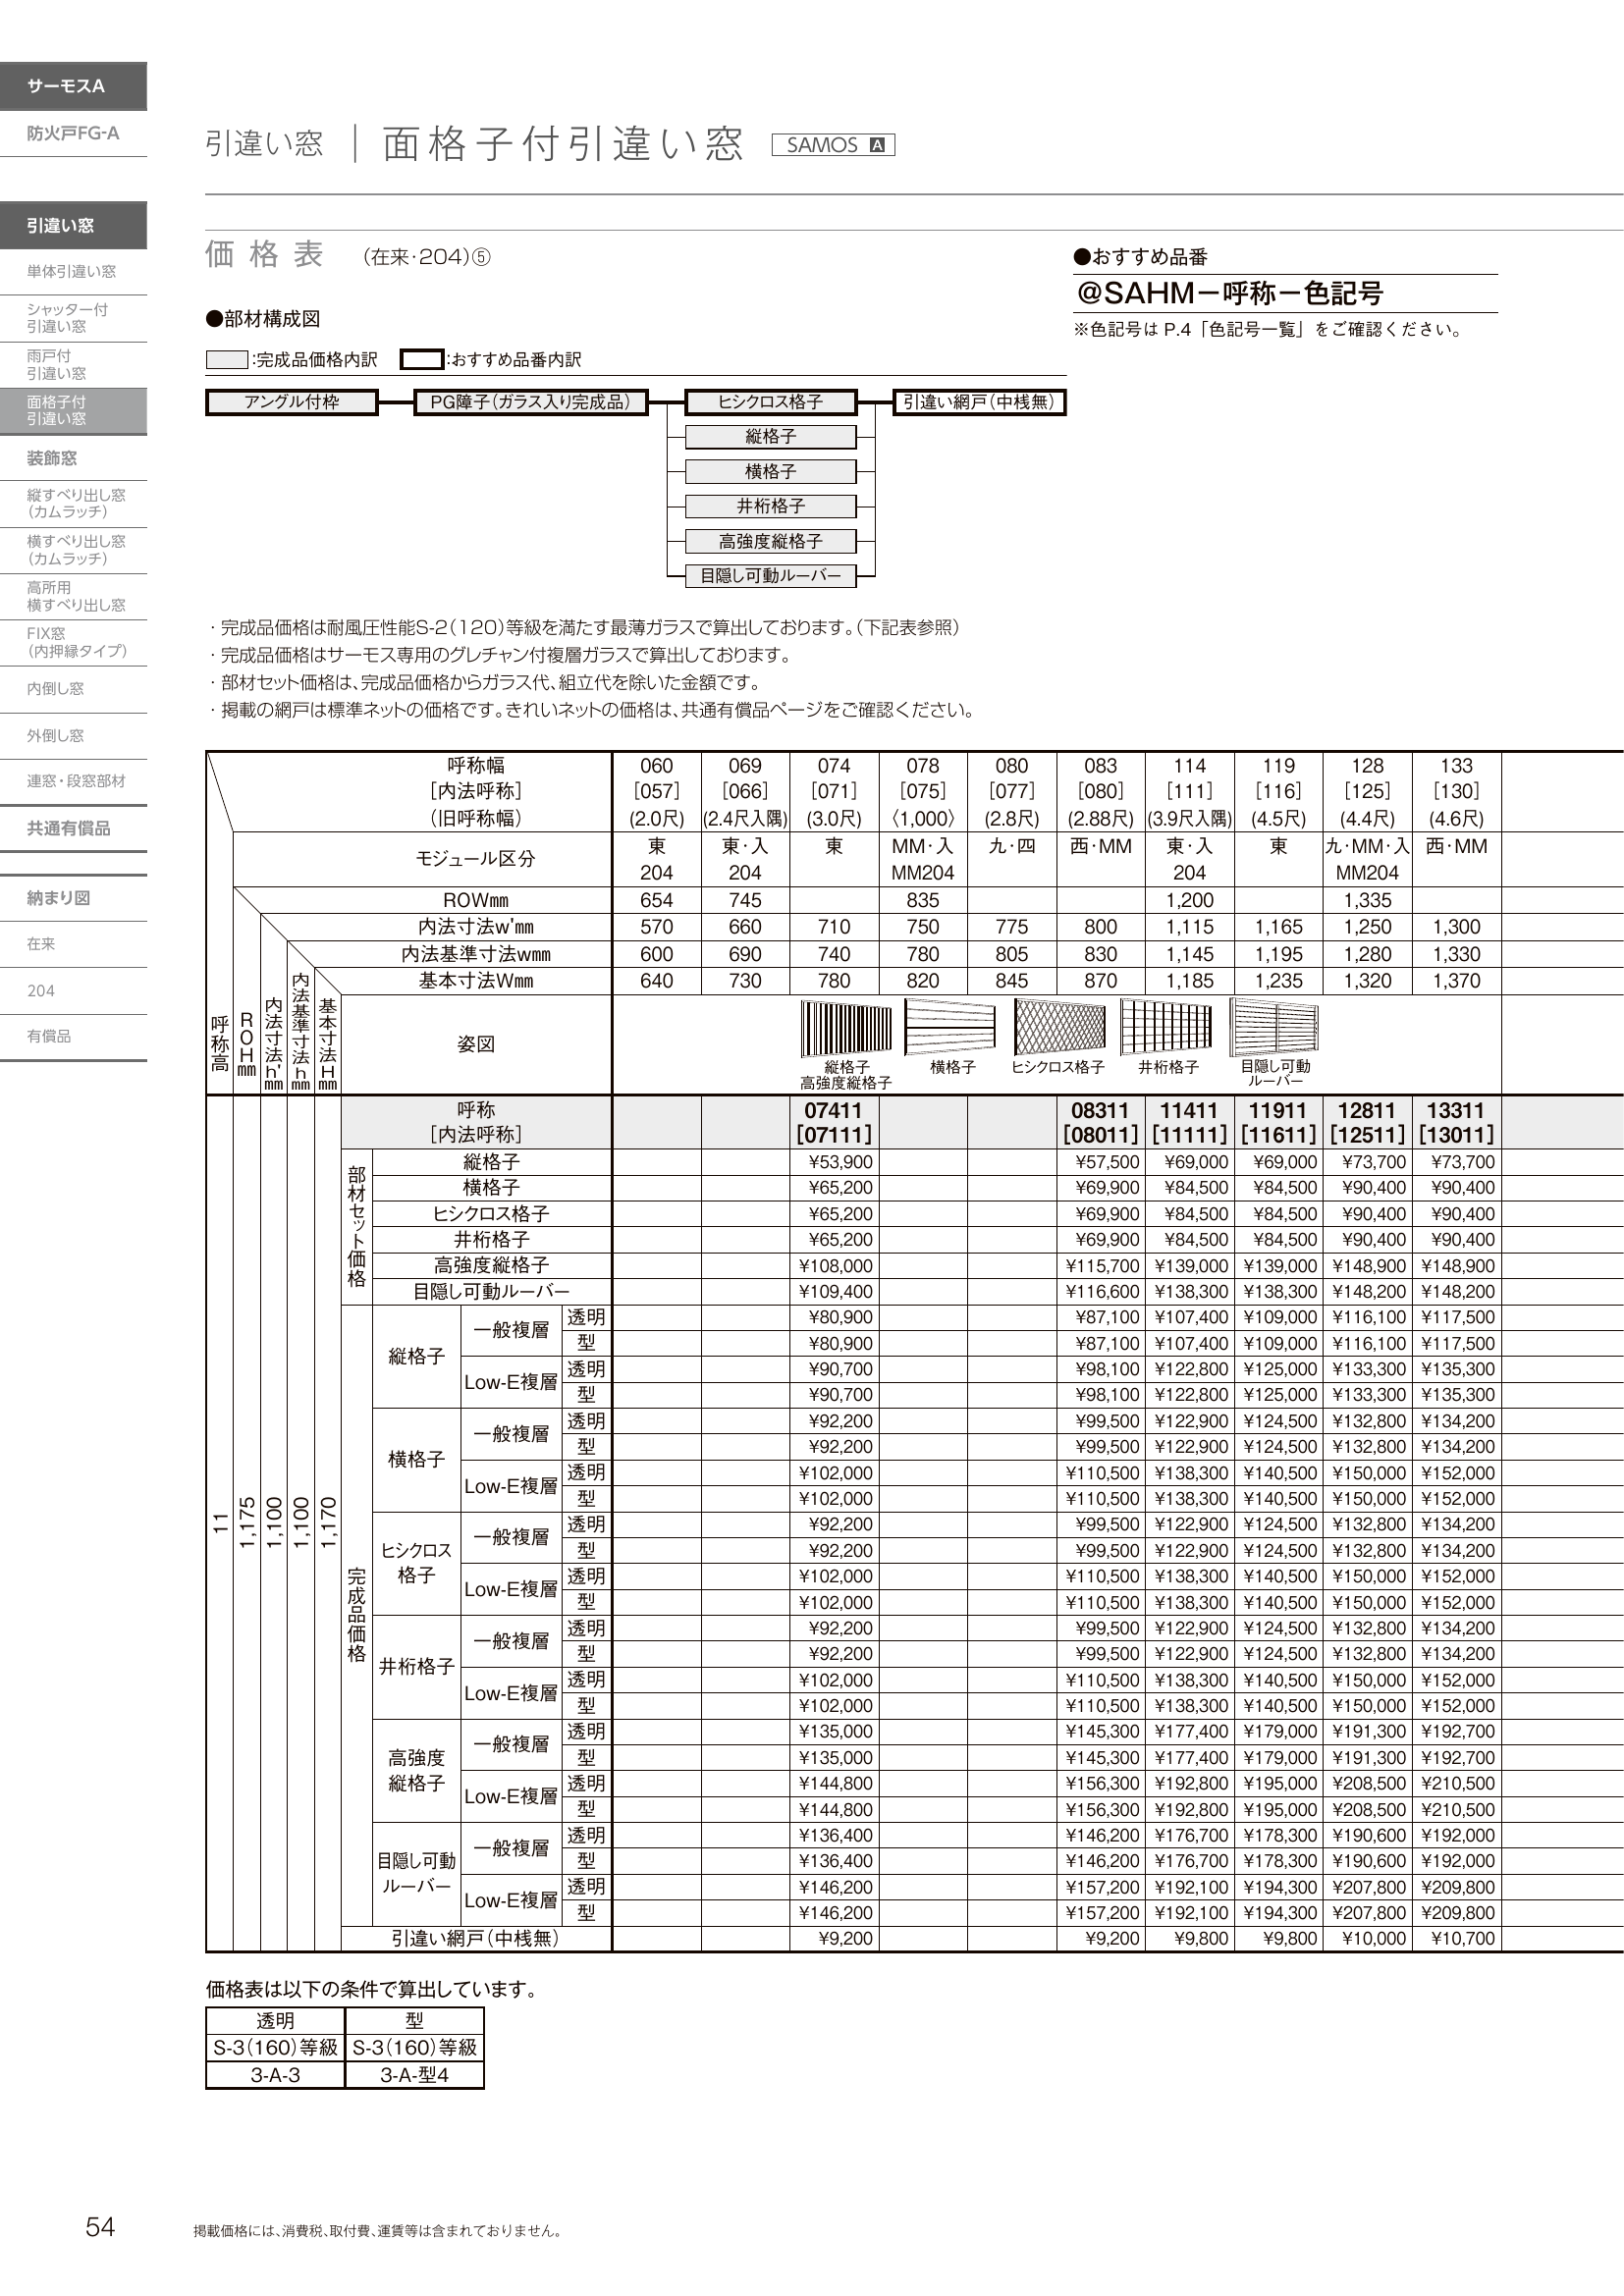 サーモスA
防火戸FG-A
引違い窓
単体引違い窓
シャッター付
引違い窓
雨戸付
引違い窓
面格子付
引違い窓
装飾窓
縦すべり出し窓
（カムラッチ）
横すべり出し窓
（カムラッチ）
高所用
横すべり出し窓
FIX窓
（内押縁タイプ）
内倒し窓
外倒し窓
連窓・段窓部材
共通有償品
納まり図
在来
204
有償品
引違い窓｜面格子付引違い窓 SAMOS A
価格表 （在来・204）⑤
●おすすめ品番
@SAHM－呼称－色記号
※色記号は P.4「色記号一覧」をご確認ください。
●部材構成図
:完成品価格内訳 :おすすめ品番内訳
アングル付枠 PG障子（ガラス入り完成品） ヒシクロス格子 引違い網戸（中桟無）
縦格子
横格子
井桁格子
高強度縦格子
目隠し可動ルーバー
・完成品価格は耐風圧性能S-2（120）等級を満たす最薄ガラスで算出しております。（下記表参照）
・完成品価格はサーモス専用のグレチャン付複層ガラスで算出しております。
・部材セット価格は、完成品価格からガラス代、組立代を除いた金額です。
・掲載の網戸は標準ネットの価格です。きれいネットの価格は、共通有償品ページをご確認ください。
呼称幅 060 069 074 078 080 083 114 119 128 133
［内法呼称］ ［057］ ［066］ ［071］ ［075］ ［077］ ［080］ ［111］ ［116］ ［125］ ［130］
（旧呼称幅） (2.0尺) (2.4尺入隅) (3.0尺) 〈1,000〉 (2.8尺) (2.88尺) (3.9尺入隅) (4.5尺) (4.4尺) (4.6尺)
モジュール区分 東 東・入 東 MM・入 九・四 西・MM 東・入 東 九・MM・入 西・MM
204 204 MM204 204 MM204
ROWmm 654 745 835 1,200 1,335
内法寸法w'mm 570 660 710 750 775 800 1,115 1,165 1,250 1,300
内法基準寸法wmm 600 690 740 780 805 830 1,145 1,195 1,280 1,330
基本寸法Wmm 640 730 780 820 845 870 1,185 1,235 1,320 1,370
呼称高 ROHmm 内法寸法h'mm 内法基準寸法hmm 基本寸法Hmm
姿図
縦格子 横格子 ヒシクロス格子 井桁格子 目隠し可動
高強度縦格子 ルーバー
呼称 07411 08311 11411 11911 12811 13311
［内法呼称］ [07111] [08011] [11111] [11611] [12511] [13011]
11 1,175 1,100 1,100 1,170
部材セット価格
縦格子 ¥53,900 ¥57,500 ¥69,000 ¥69,000 ¥73,700 ¥73,700
横格子 ¥65,200 ¥69,900 ¥84,500 ¥84,500 ¥90,400 ¥90,400
ヒシクロス格子 ¥65,200 ¥69,900 ¥84,500 ¥84,500 ¥90,400 ¥90,400
井桁格子 ¥65,200 ¥69,900 ¥84,500 ¥84,500 ¥90,400 ¥90,400
高強度縦格子 ¥108,000 ¥115,700 ¥139,000 ¥139,000 ¥148,900 ¥148,900
目隠し可動ルーバー ¥109,400 ¥116,600 ¥138,300 ¥138,300 ¥148,200 ¥148,200
完成品価格
縦格子 一般複層 透明 ¥80,900 ¥87,100 ¥107,400 ¥109,000 ¥116,100 ¥117,500
型 ¥80,900 ¥87,100 ¥107,400 ¥109,000 ¥116,100 ¥117,500
Low-E複層 透明 ¥90,700 ¥98,100 ¥122,800 ¥125,000 ¥133,300 ¥135,300
型 ¥90,700 ¥98,100 ¥122,800 ¥125,000 ¥133,300 ¥135,300
横格子 一般複層 透明 ¥92,200 ¥99,500 ¥122,900 ¥124,500 ¥132,800 ¥134,200
型 ¥92,200 ¥99,500 ¥122,900 ¥124,500 ¥132,800 ¥134,200
Low-E複層 透明 ¥102,000 ¥110,500 ¥138,300 ¥140,500 ¥150,000 ¥152,000
型 ¥102,000 ¥110,500 ¥138,300 ¥140,500 ¥150,000 ¥152,000
ヒシクロス格子 一般複層 透明 ¥92,200 ¥99,500 ¥122,900 ¥124,500 ¥132,800 ¥134,200
型 ¥92,200 ¥99,500 ¥122,900 ¥124,500 ¥132,800 ¥134,200
Low-E複層 透明 ¥102,000 ¥110,500 ¥138,300 ¥140,500 ¥150,000 ¥152,000
型 ¥102,000 ¥110,500 ¥138,300 ¥140,500 ¥150,000 ¥152,000
井桁格子 一般複層 透明 ¥92,200 ¥99,500 ¥122,900 ¥124,500 ¥132,800 ¥134,200
型 ¥92,200 ¥99,500 ¥122,900 ¥124,500 ¥132,800 ¥134,200
Low-E複層 透明 ¥102,000 ¥110,500 ¥138,300 ¥140,500 ¥150,000 ¥152,000
型 ¥102,000 ¥110,500 ¥138,300 ¥140,500 ¥150,000 ¥152,000
高強度縦格子 一般複層 透明 ¥135,000 ¥145,300 ¥177,400 ¥179,000 ¥191,300 ¥192,700
型 ¥135,000 ¥145,300 ¥177,400 ¥179,000 ¥191,300 ¥192,700
Low-E複層 透明 ¥144,800 ¥156,300 ¥192,800 ¥195,000 ¥208,500 ¥210,500
型 ¥144,800 ¥156,300 ¥192,800 ¥195,000 ¥208,500 ¥210,500
目隠し可動ルーバー 一般複層 透明 ¥136,400 ¥146,200 ¥176,700 ¥178,300 ¥190,600 ¥192,000
型 ¥136,400 ¥146,200 ¥176,700 ¥178,300 ¥190,600 ¥192,000
Low-E複層 透明 ¥146,200 ¥157,200 ¥192,100 ¥194,300 ¥207,800 ¥209,800
型 ¥146,200 ¥157,200 ¥192,100 ¥194,300 ¥207,800 ¥209,800
引違い網戸（中桟無） ¥9,200 ¥9,200 ¥9,800 ¥9,800 ¥10,000 ¥10,700
価格表は以下の条件で算出しています。
透明 型
S-3（160）等級 S-3（160）等級
3-A-3 3-A-型4
54
掲載価格には、消費税、取付費、運賃等は含まれておりません。